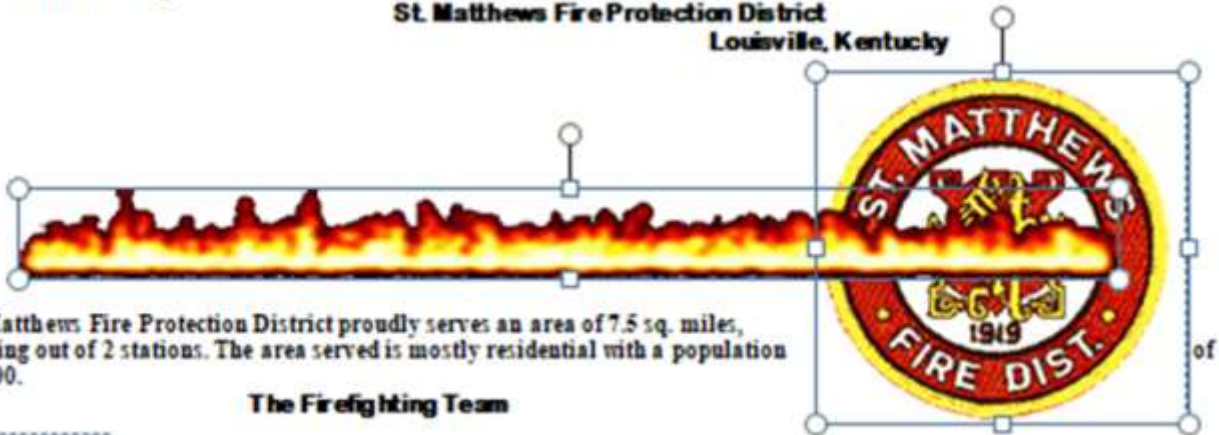 St. Matthews Fire Protection District
Louisville, Kentucky
ST. MATTHEWS
1919
FIRE DIST.
Matthews Fire Protection District proudly serves an area of 7.5 sq. miles,
ing out of 2 stations. The area served is mostly residential with a population of
00.
The Firefighting Team